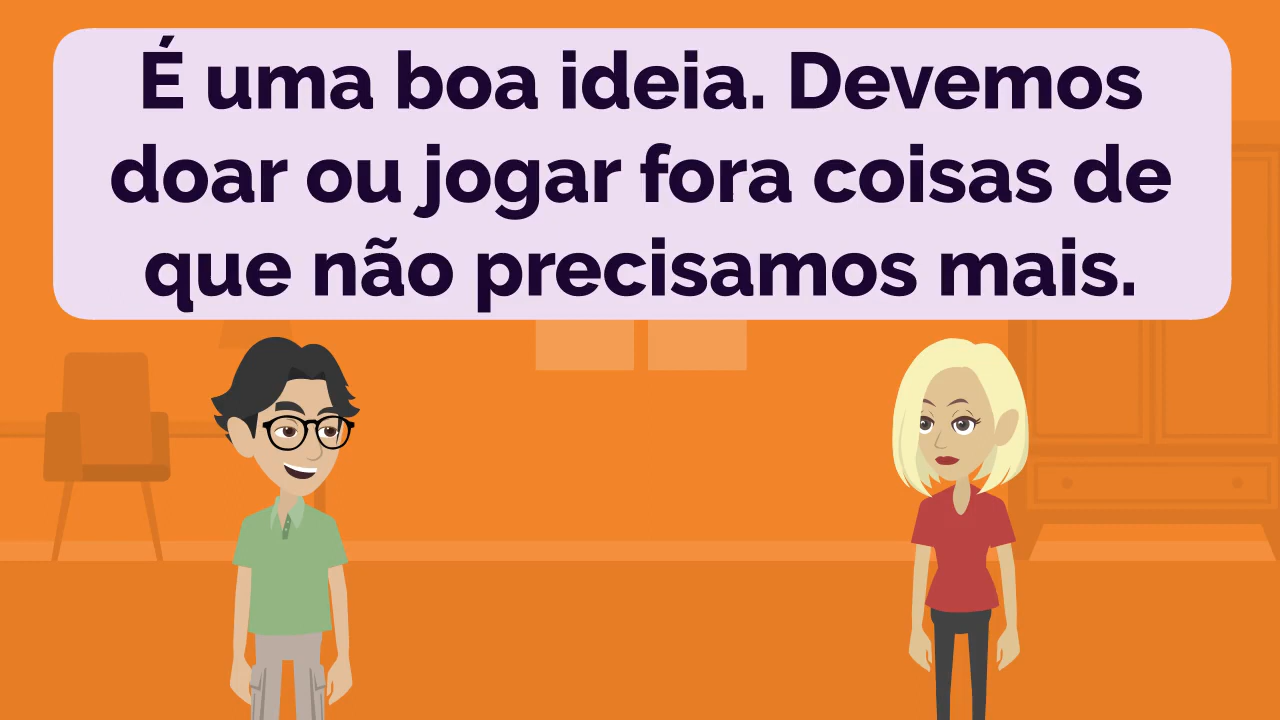 É uma boa ideia. Devemos
doar ou jogar fora coisas de
que não precisamos mais.